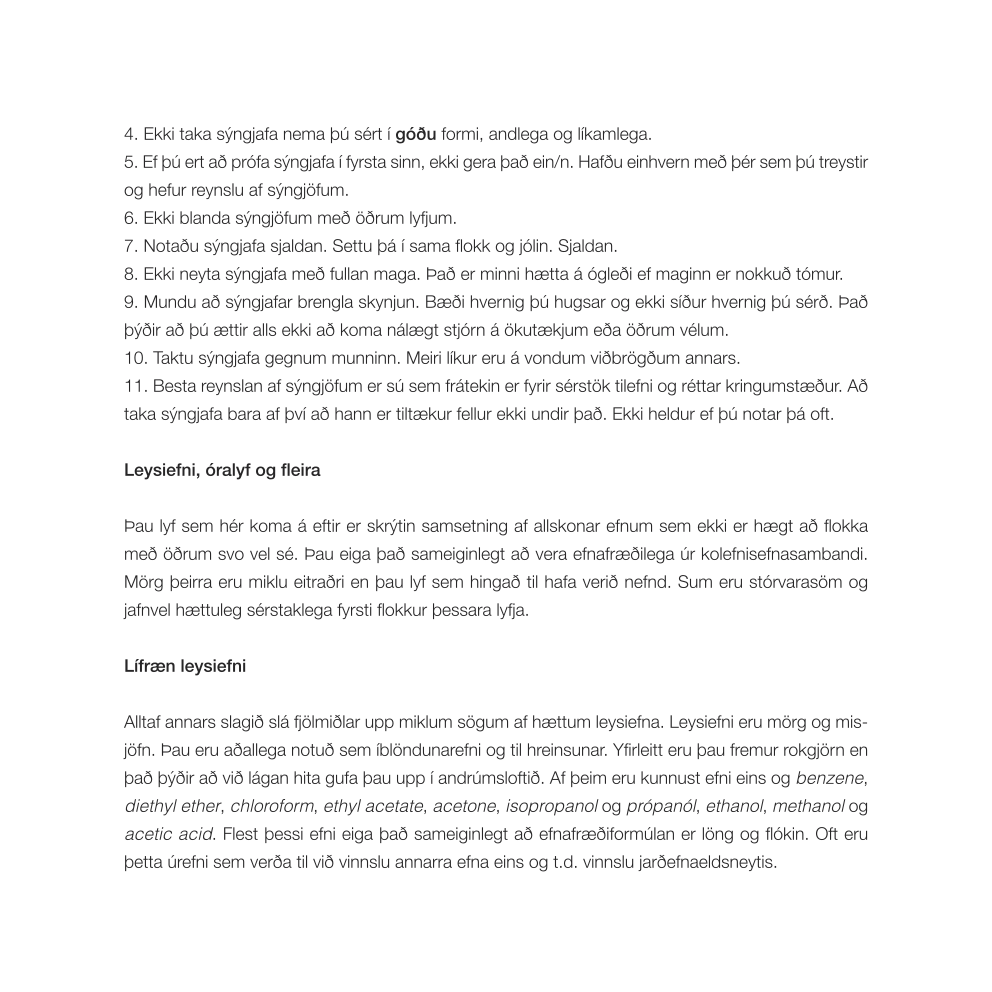 4. Ekki taka sýngjafa nema þú sért í góðu formi, andlega og líkamlega.
5. Ef þú ert að prófa sýngjafa í fyrsta sinn, ekki gera það ein/n. Hafðu einhvern með þér sem þú treystir
og hefur reynslu af sýngjöfum.
6. Ekki blanda sýngjöfum með öðrum lyfjum.
7. Notaðu sýngjafa sjaldan. Settu þá í sama flokk og jólin. Sjaldan.
8. Ekki neyta sýngjafa með fullan maga. Það er minni hætta á ógleði ef maginn er nokkuð tómur.
9. Mundu að sýngjafar brengla skynjun. Bæði hvernig þú hugsar og ekki síður hvernig þú sérð. Það
þýðir að þú ættir alls ekki að koma nálægt stjórn á ökutækjum eða öðrum vélum.
10. Taktu sýngjafa gegnum munninn. Meiri líkur eru á vondum viðbrögðum annars.
11. Besta reynslan af sýngjöfum er sú sem frátekin er fyrir sérstök tilefni og réttar kringumstæður. Að
taka sýngjafa bara af því að hann er tiltækur fellur ekki undir það. Ekki heldur ef þú notar þá oft.
Leysiefni, óralyf og fleira
Þau lyf sem hér koma á eftir er skrýtin samsetning af allskonar efnum sem ekki er hægt að flokka
með öðrum svo vel sé. Þau eiga það sameiginlegt að vera efnafræðilega úr kolefnisefnasambandi.
Mörg þeirra eru miklu eitraðri en þau lyf sem hingað til hafa verið nefnd. Sum eru stórvarasöm og
jafnvel hættuleg sérstaklega fyrsti flokkur þessara lyfja.
Lífræn leysiefni
Alltaf annars slagið slá fjölmiðlar upp miklum sögum af hættum leysiefna. Leysiefni eru mörg og mis-
jöfn. Þau eru aðallega notuð sem íblöndunarefni og til hreinsunar. Yfirleitt eru þau fremur rokgjörn en
það þýðir að við lágan hita gufa þau upp í andrúmsloftið. Af þeim eru kunnust efni eins og benzene,
diethyl ether, chloroform, ethyl acetate, acetone, isopropanol og própanól, ethanol, methanol og
acetic acid. Flest þessi efni eiga það sameiginlegt að efnafræðiformúlan er löng og flókin. Oft eru
þetta úrefni sem verða til við vinnslu annarra efna eins og t.d. vinnslu jarðefnaeldsneytis.